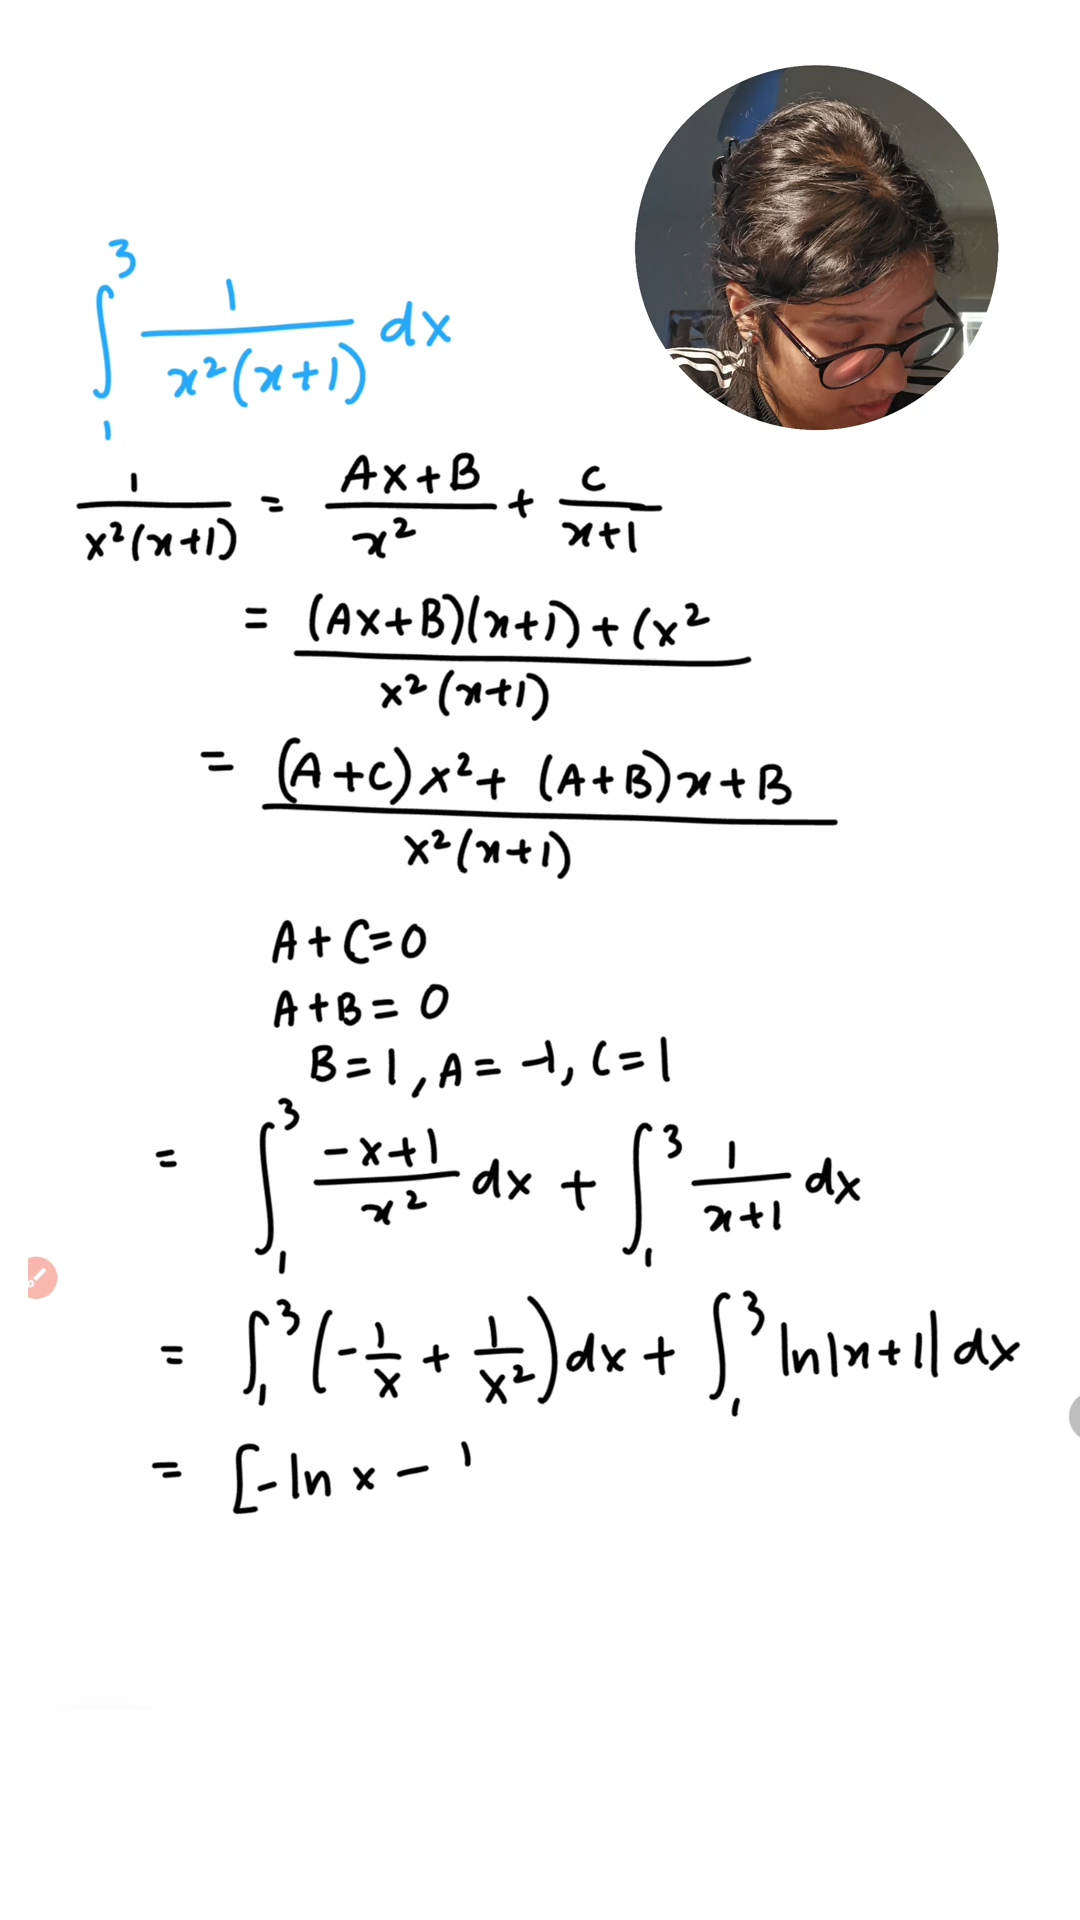 ∫₁³ 1/(x²(x+1)) dx
1/(x²(x+1)) = (Ax+B)/x² + C/(x+1)
= ((Ax+B)(x+1) + (x²)/(x²(x+1))
= ((A+C)x² + (A+B)x + B)/(x²(x+1))
A+C=0
A+B=0
B=1, A=-1, C=1
= ∫₁³ (-x+1)/x² dx + ∫₁³ 1/(x+1) dx
= ∫₁³ (-1/x + 1/x²) dx + ∫₁³ ln|x+1| dx
= [-ln x - 1